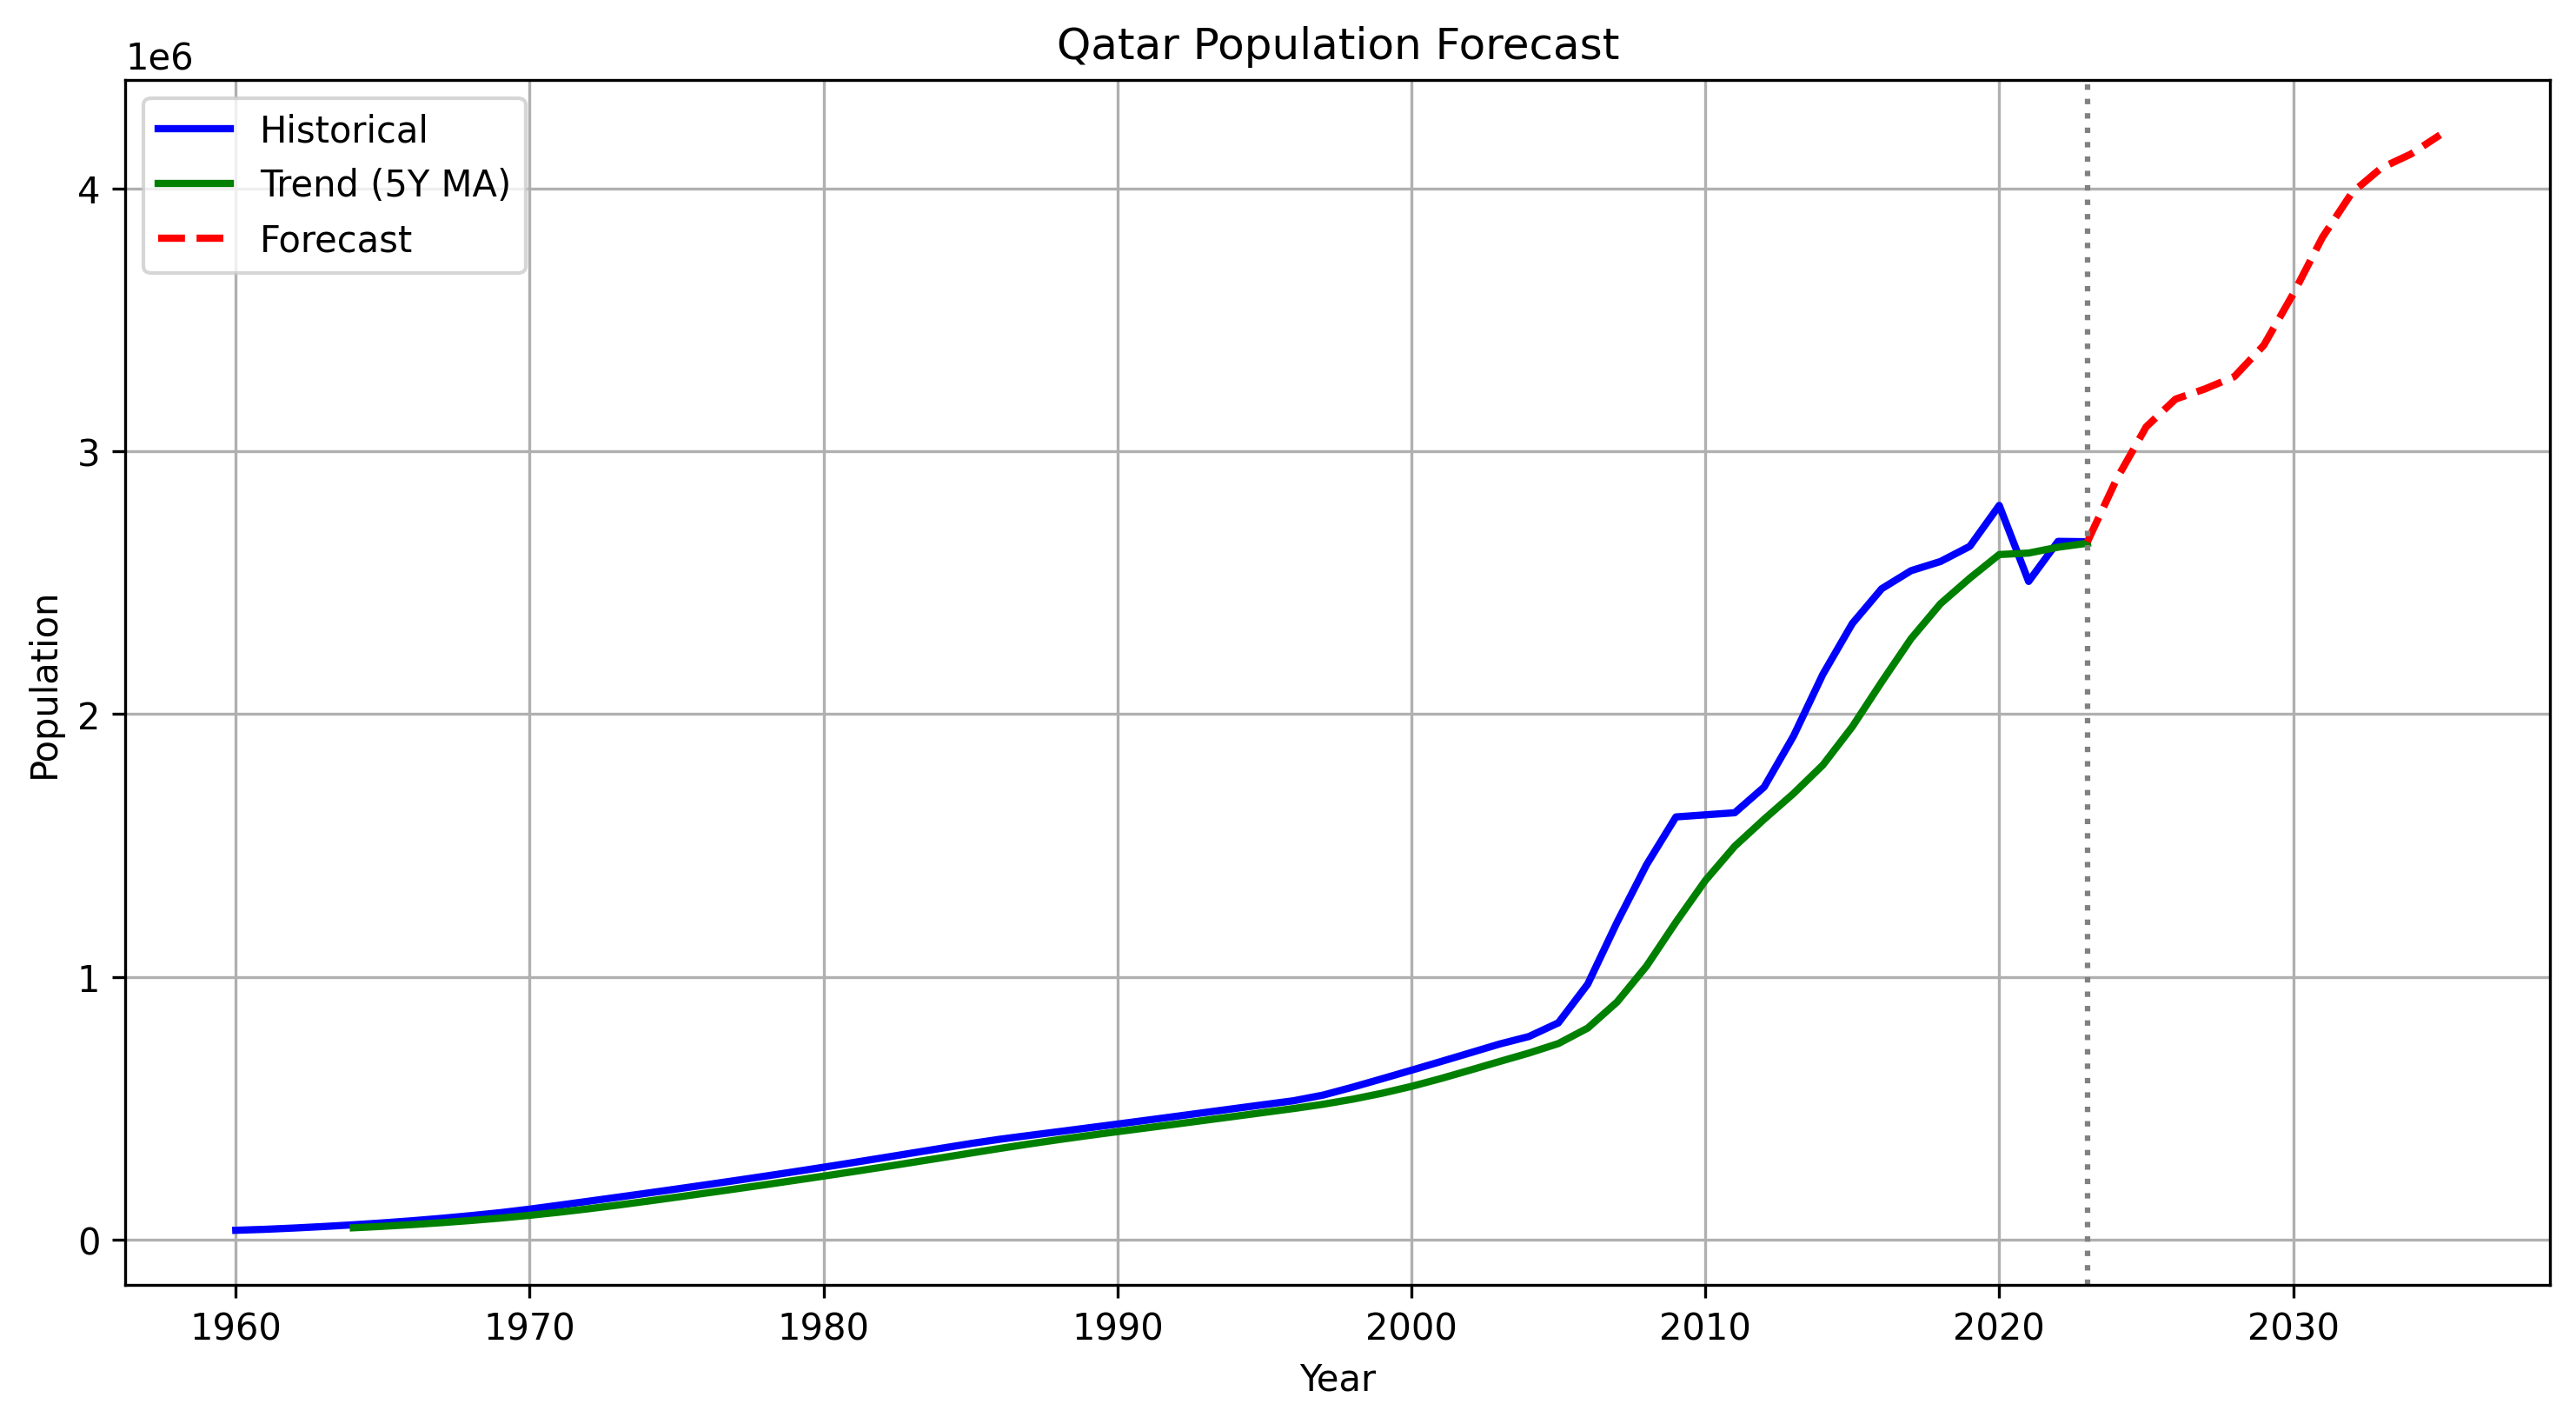 Qatar Population Forecast
1e6
Historical
Trend (5Y MA)
Forecast
4
3
2
1
0
Population
1960 1970 1980 1990 2000 2010 2020 2030
Year